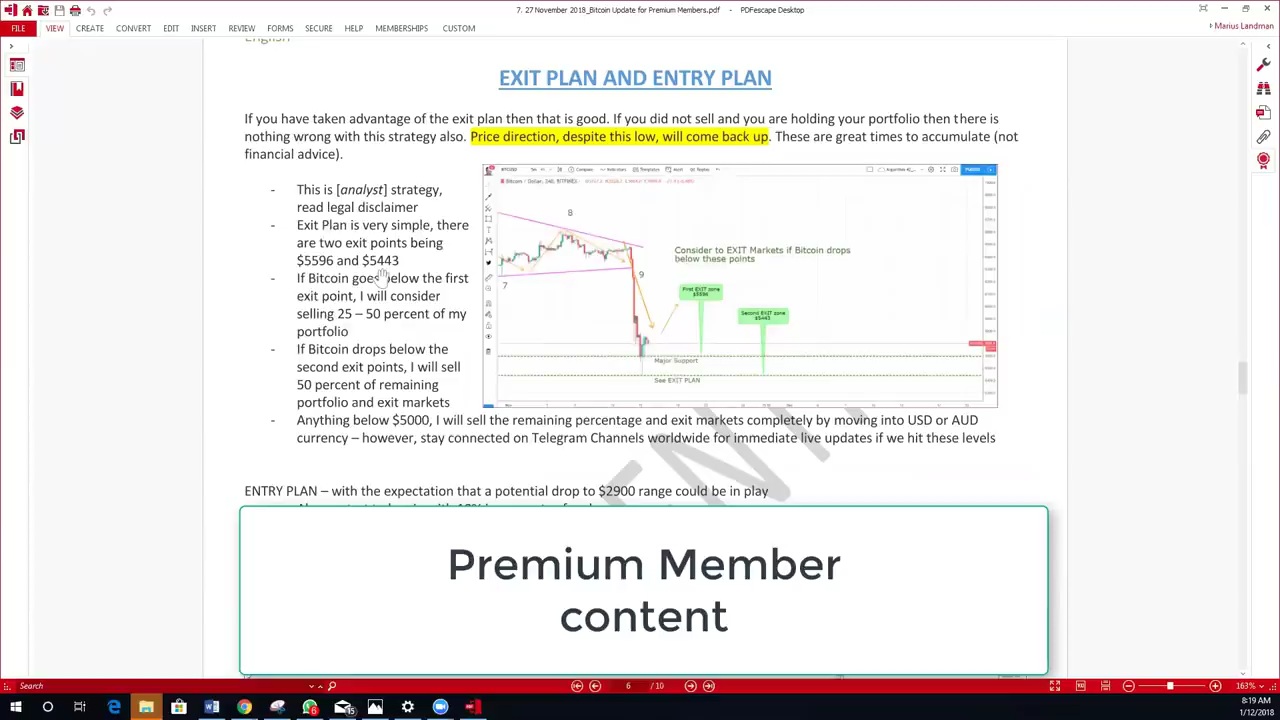 7. 27 November 2018_Bitcoin Update for Premium Members.pdf - PDFescape Desktop
FILE VIEW CREATE CONVERT EDIT INSERT REVIEW FORMS SECURE HELP MEMBERSHIPS CUSTOM
Marius Landman
English
EXIT PLAN AND ENTRY PLAN
If you have taken advantage of the exit plan then that is good. If you did not sell and you are holding your portfolio then there is
nothing wrong with this strategy also. Price direction, despite this low, will come back up. These are great times to accumulate (not
financial advice).
- This is [analyst] strategy,
read legal disclaimer
- Exit Plan is very simple, there
are two exit points being
$5596 and $5443
- If Bitcoin goes below the first
exit point, I will consider
selling 25 – 50 percent of my
portfolio
- If Bitcoin drops below the
second exit points, I will sell
50 percent of remaining
portfolio and exit markets
- Anything below $5000, I will sell the remaining percentage and exit markets completely by moving into USD or AUD
currency – however, stay connected on Telegram Channels worldwide for immediate live updates if we hit these levels
8
7
9
Consider to EXIT Markets if Bitcoin drops
below these points
First EXIT zone
$5596
Second EXIT zone
$5443
Major Support
See EXIT PLAN
ENTRY PLAN – with the expectation that a potential drop to $2900 range could be in play
Premium Member
content
Search
6 / 10
163%
15
8:19 AM
1/12/2018